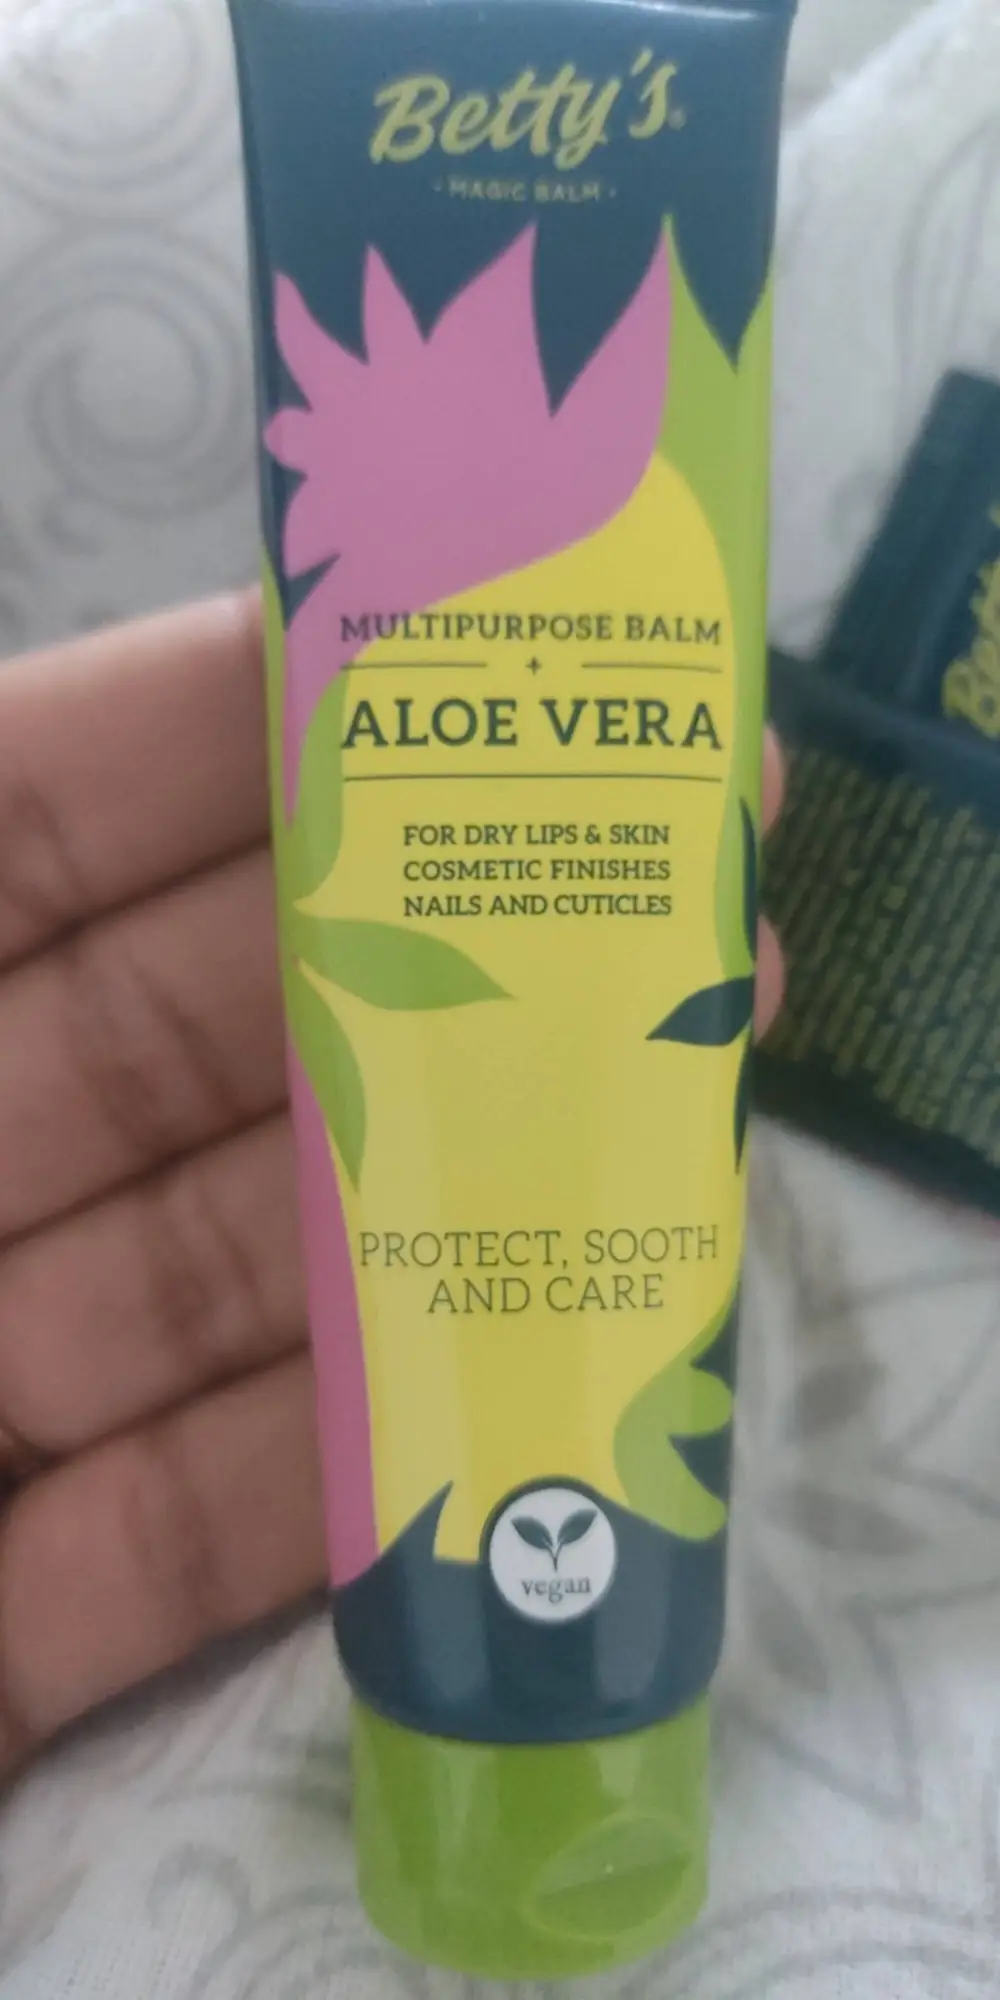 Betty's®
- MAGIC BALM -
MULTIPURPOSE BALM
+
ALOE VERA
FOR DRY LIPS & SKIN
COSMETIC FINISHES
NAILS AND CUTICLES
PROTECT, SOOTH
AND CARE
vegan